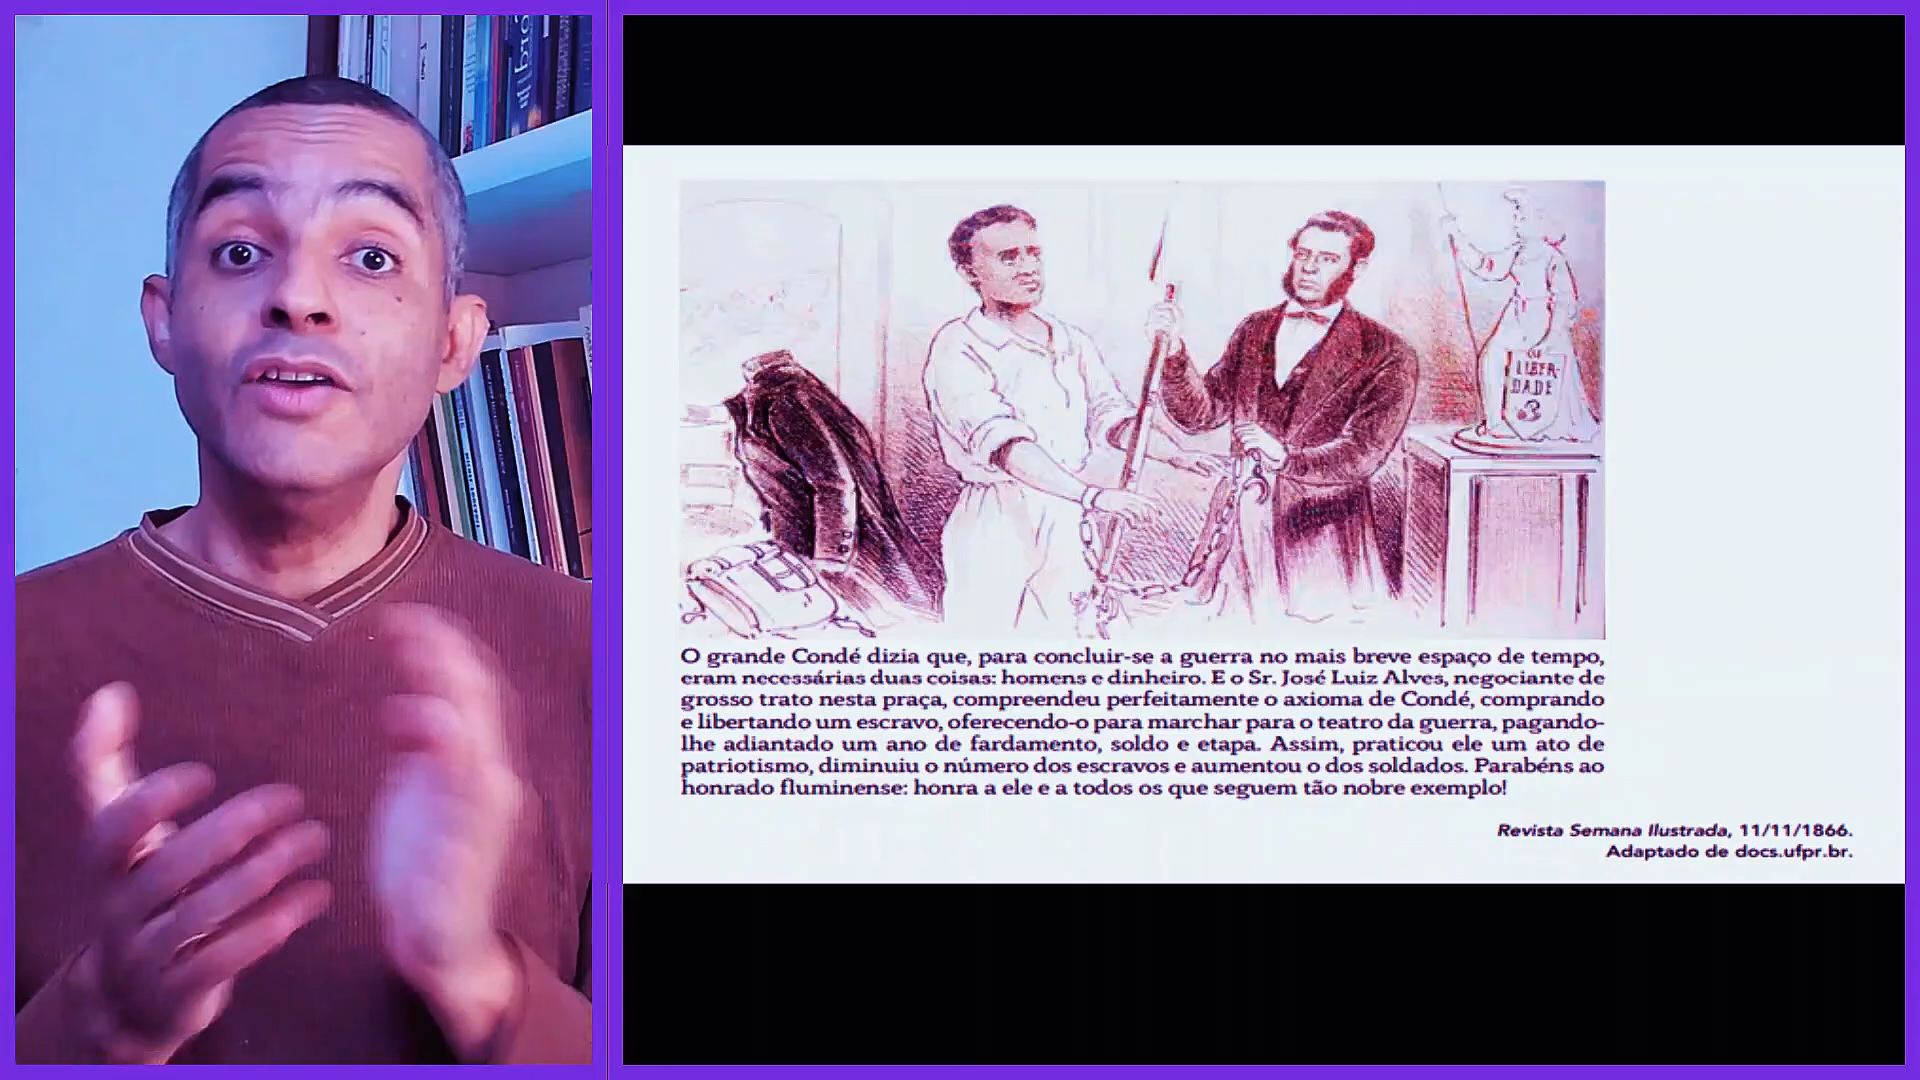 LIBER-
DADE
O grande Condé dizia que, para concluir-se a guerra no mais breve espaço de tempo,
eram necessárias duas coisas: homens e dinheiro. E o Sr. José Luiz Alves, negociante de
grosso trato nesta praça, compreendeu perfeitamente o axioma de Condé, comprando
e libertando um escravo, oferecendo-o para marchar para o teatro da guerra, pagando-
lhe adiantado um ano de fardamento, soldo e etapa. Assim, praticou ele um ato de
patriotismo, diminuiu o número dos escravos e aumentou o dos soldados. Parabéns ao
honrado fluminense: honra a ele e a todos os que seguem tão nobre exemplo!
Revista Semana Ilustrada, 11/11/1866.
Adaptado de docs.ufpr.br.